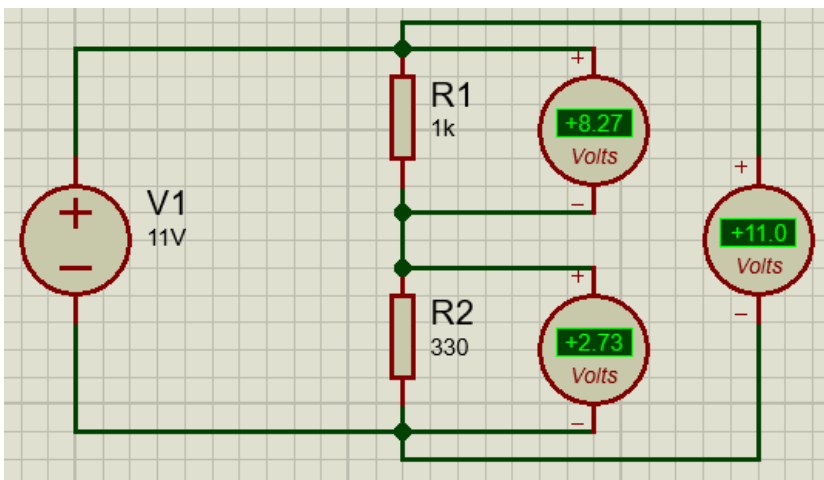 R1
1k
+
+8.27
Volts
−
V1
11V
+
+11.0
Volts
−
R2
330
+
+2.73
Volts
−